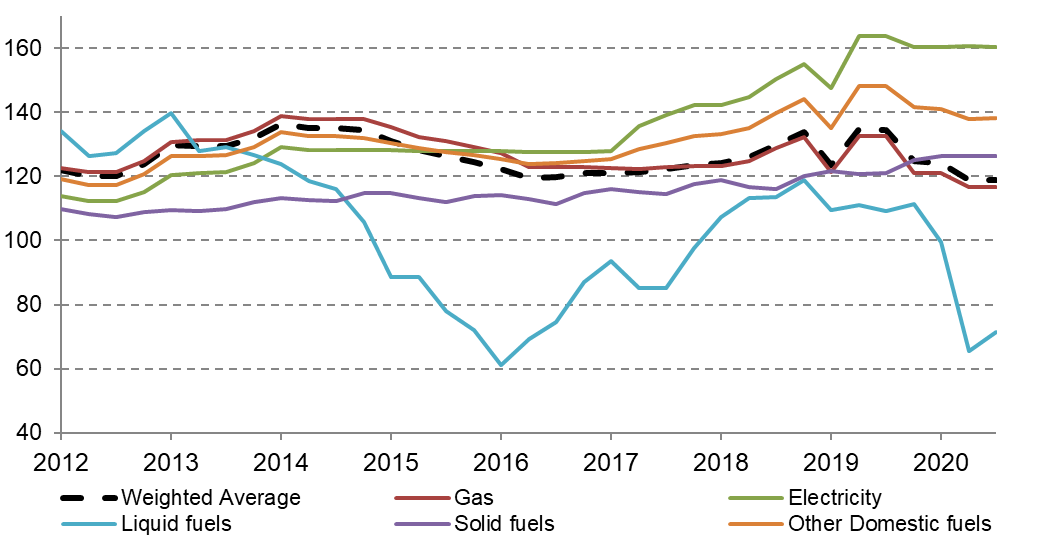 160
140
120
100
80
60
40
2012 2013 2014 2015 2016 2017 2018 2019 2020
Weighted Average Gas Electricity
Liquid fuels Solid fuels Other Domestic fuels